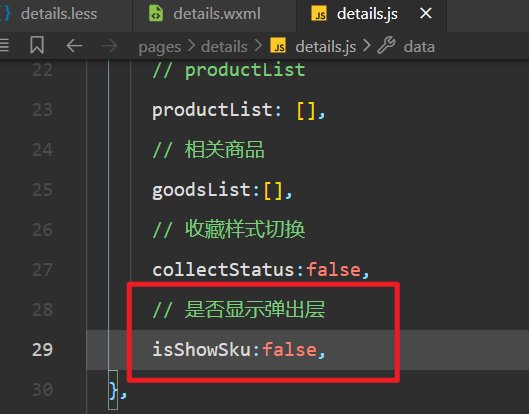 details.less details.wxml JS details.js ×
pages > details > JS details.js > data
22 // productList
23 productList: [],
24 // 相关商品
25 goodsList:[],
26 // 收藏样式切换
27 collectStatus:false,
28 // 是否显示弹出层
29 isShowSku:false,
30 },